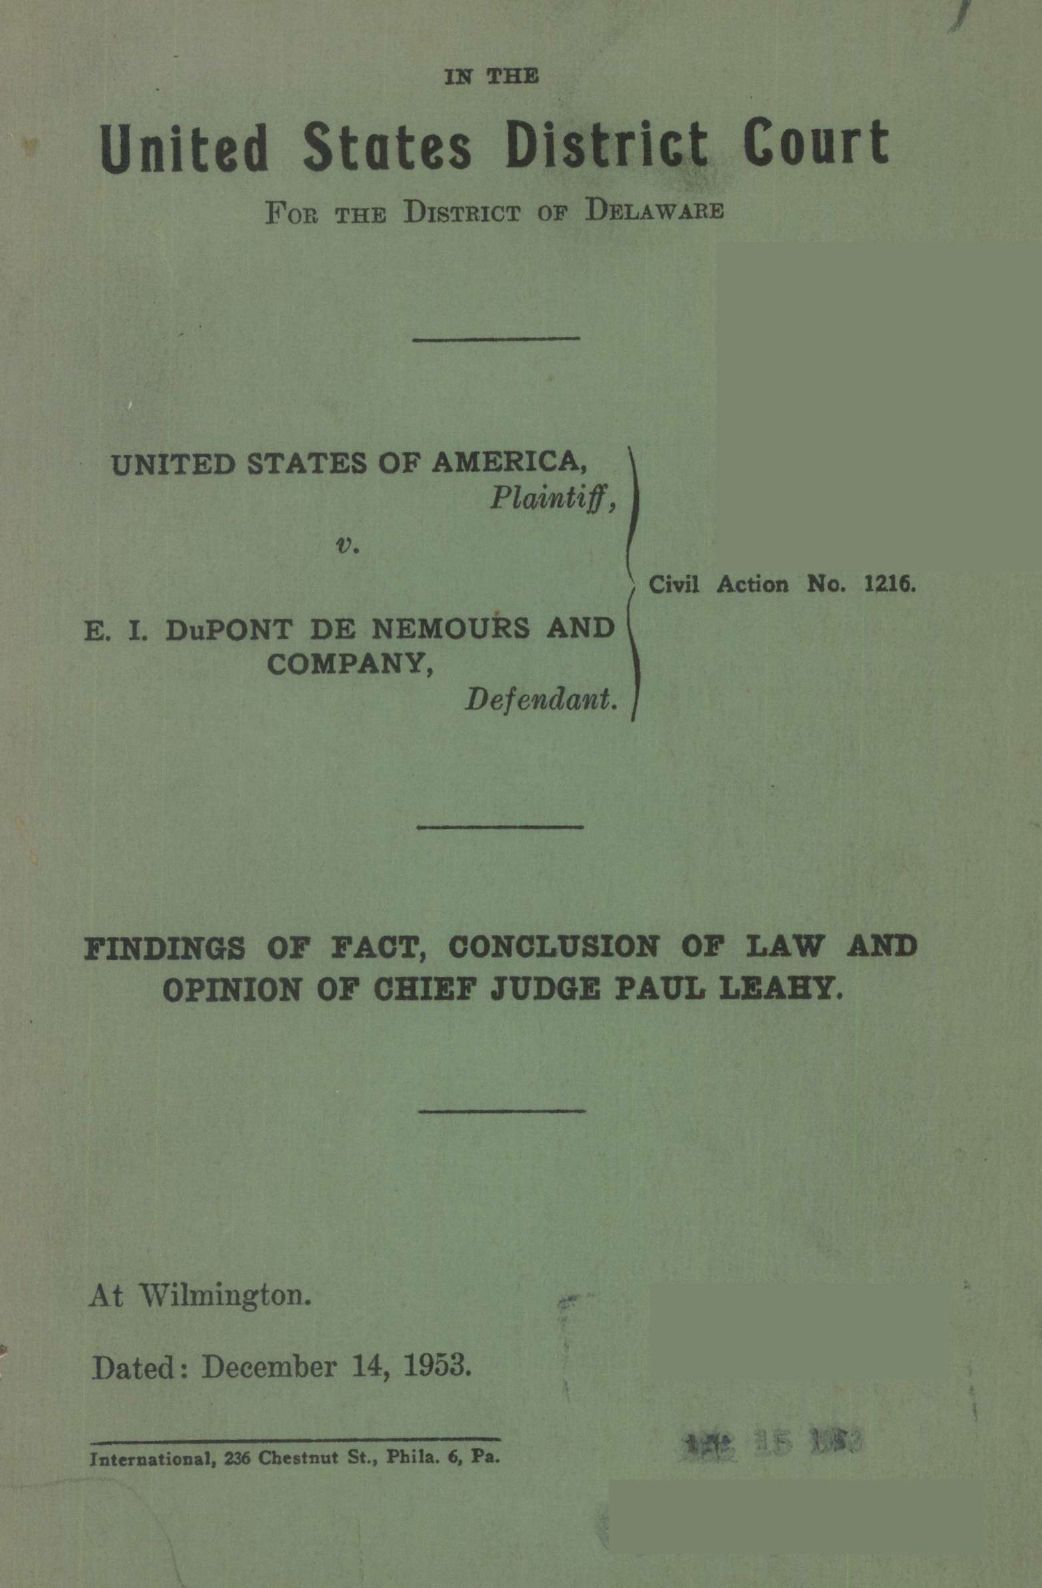 IN THE
United States District Court
FOR THE DISTRICT OF DELAWARE
UNITED STATES OF AMERICA,
Plaintiff,
v.
Civil Action No. 1216.
E. I. DuPONT DE NEMOURS AND
COMPANY,
Defendant.
FINDINGS OF FACT, CONCLUSION OF LAW AND
OPINION OF CHIEF JUDGE PAUL LEAHY.
At Wilmington.
Dated: December 14, 1953.
International, 236 Chestnut St., Phila. 6, Pa.
15